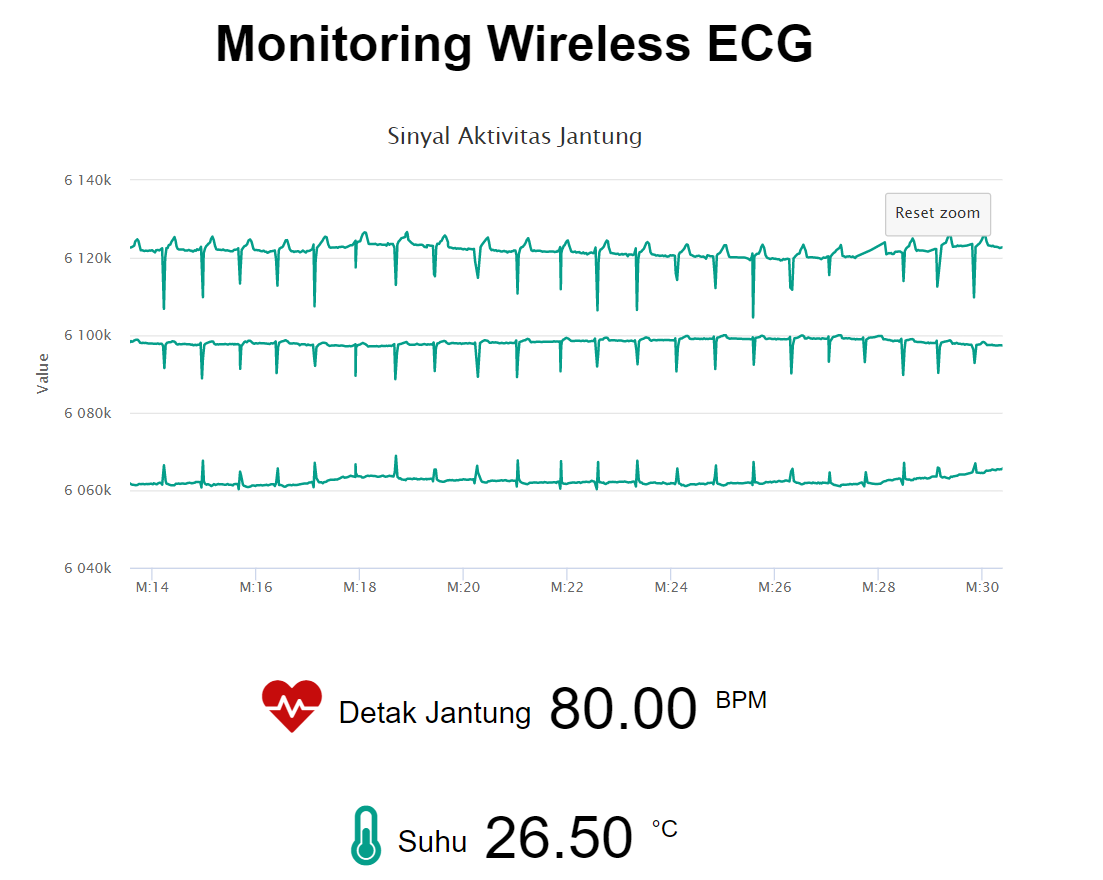 Monitoring Wireless ECG
Sinyal Aktivitas Jantung
Reset zoom
Value
6 140k
6 120k
6 100k
6 080k
6 060k
6 040k
M:14 M:16 M:18 M:20 M:22 M:24 M:26 M:28 M:30
Detak Jantung 80.00 BPM
Suhu 26.50 °C